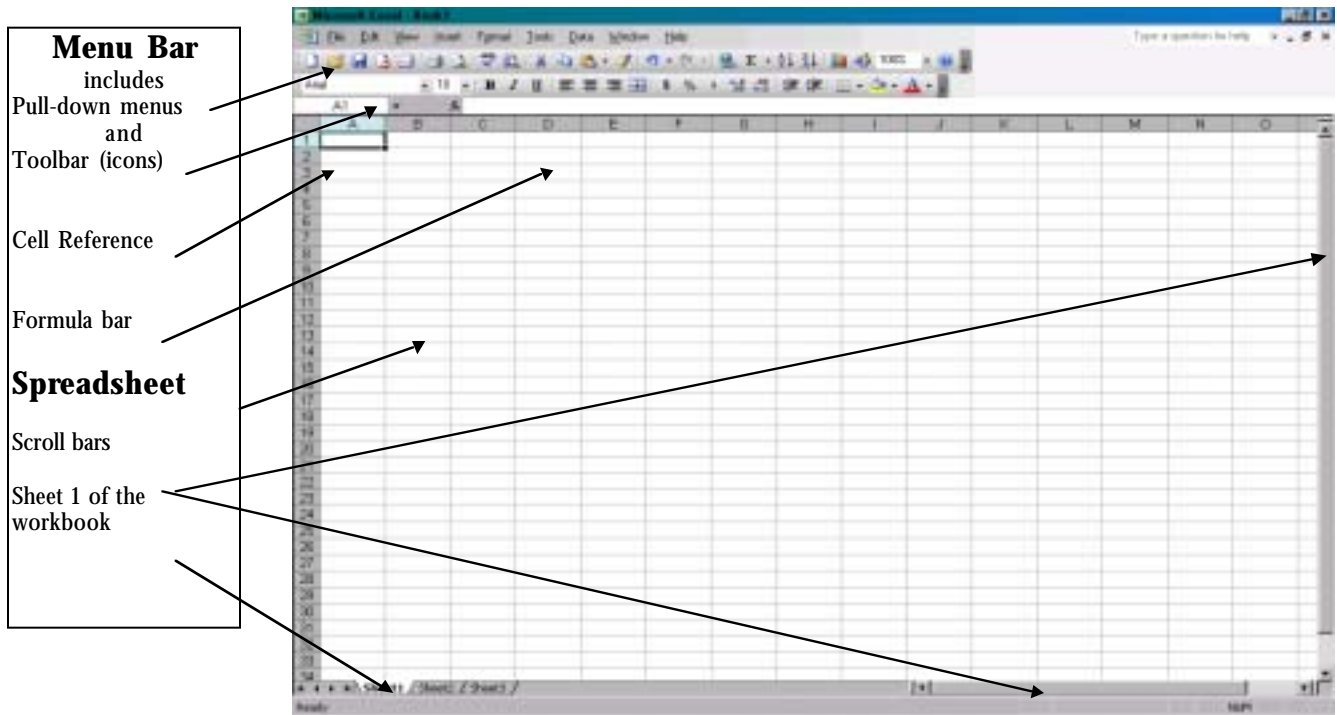 Menu Bar
includes
Pull-down menus
and
Toolbar (icons)
Cell Reference
Formula bar
Spreadsheet
Scroll bars
Sheet 1 of the
workbook
Microsoft Excel - Book1
File Edit View Insert Format Tools Data Window Help
Type a question for help
100%
Arial 10 B I U $ % ,
A1
A B C D E F G H I J K L M N O
1
2
3
4
5
6
7
8
9
10
11
12
13
14
15
16
17
18
19
20
21
22
23
24
25
26
27
28
29
30
31
32
33
34
Sheet1 / Sheet2 / Sheet3 /
Ready NUM